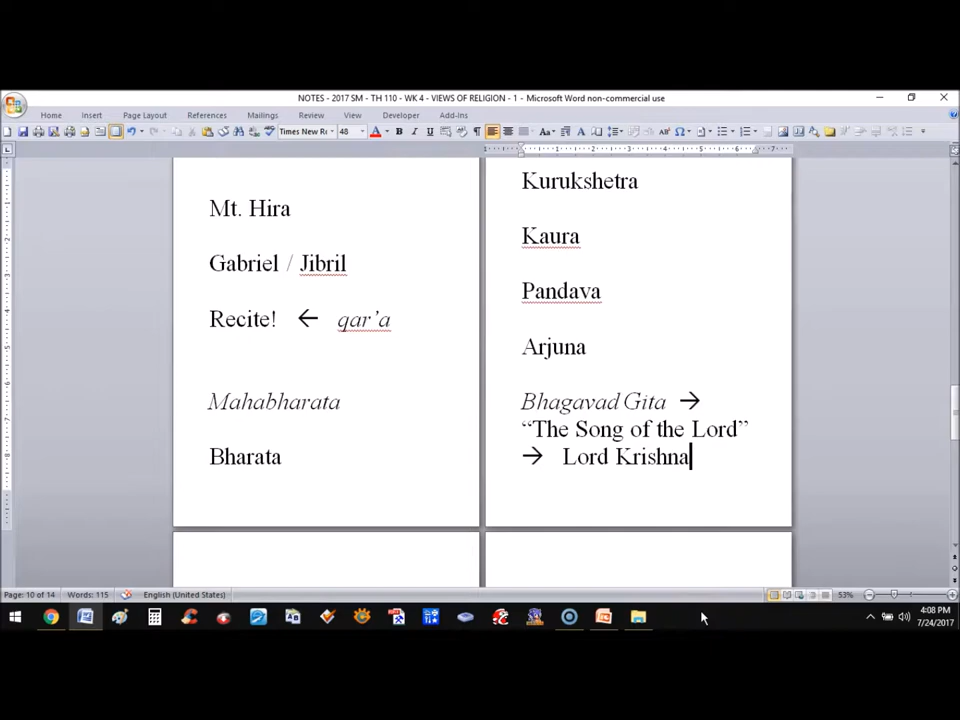 NOTES - 2017 SM - TH 110 - WK 4 - VIEWS OF RELIGION - 1 - Microsoft Word non-commercial use
Home Insert Page Layout References Mailings Review View Developer Add-Ins
Times New R 48
Mt. Hira
Gabriel / Jibril
Recite! ← qar’a
Mahabharata
Bharata
Kurukshetra
Kaura
Pandava
Arjuna
Bhagavad Gita →
“The Song of the Lord”
→ Lord Krishna
Page: 10 of 14 Words: 115 English (United States) 53%
4:08 PM
7/24/2017